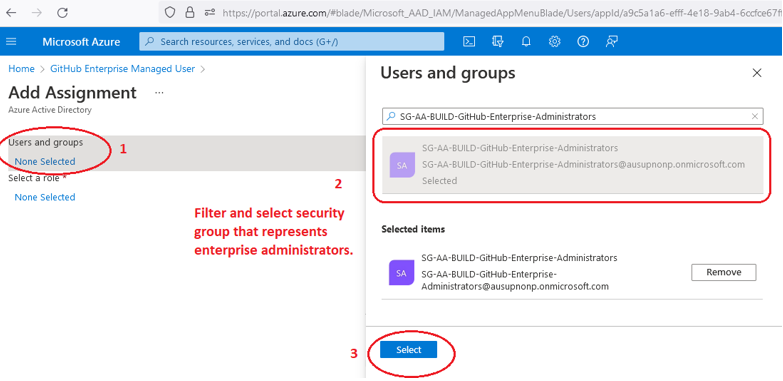 https://portal.azure.com/#blade/Microsoft_AAD_IAM/ManagedAppMenuBlade/Users/appId/a9c5a1a6-efff-4e18-9ab4-6ccfce67ff
Microsoft Azure
Search resources, services, and docs (G+/)
Home > GitHub Enterprise Managed User >
Add Assignment ...
Azure Active Directory
Users and groups
None Selected
1
Select a role *
None Selected
2
Filter and select security
group that represents
enterprise administrators.
Users and groups
SG-AA-BUILD-GitHub-Enterprise-Administrators
SA
SG-AA-BUILD-GitHub-Enterprise-Administrators
SG-AA-BUILD-GitHub-Enterprise-Administrators@ausupnonp.onmicrosoft.com
Selected
Selected items
SA
SG-AA-BUILD-GitHub-Enterprise-Administrators
SG-AA-BUILD-GitHub-Enterprise-
Administrators@ausupnonp.onmicrosoft.com
Remove
3
Select